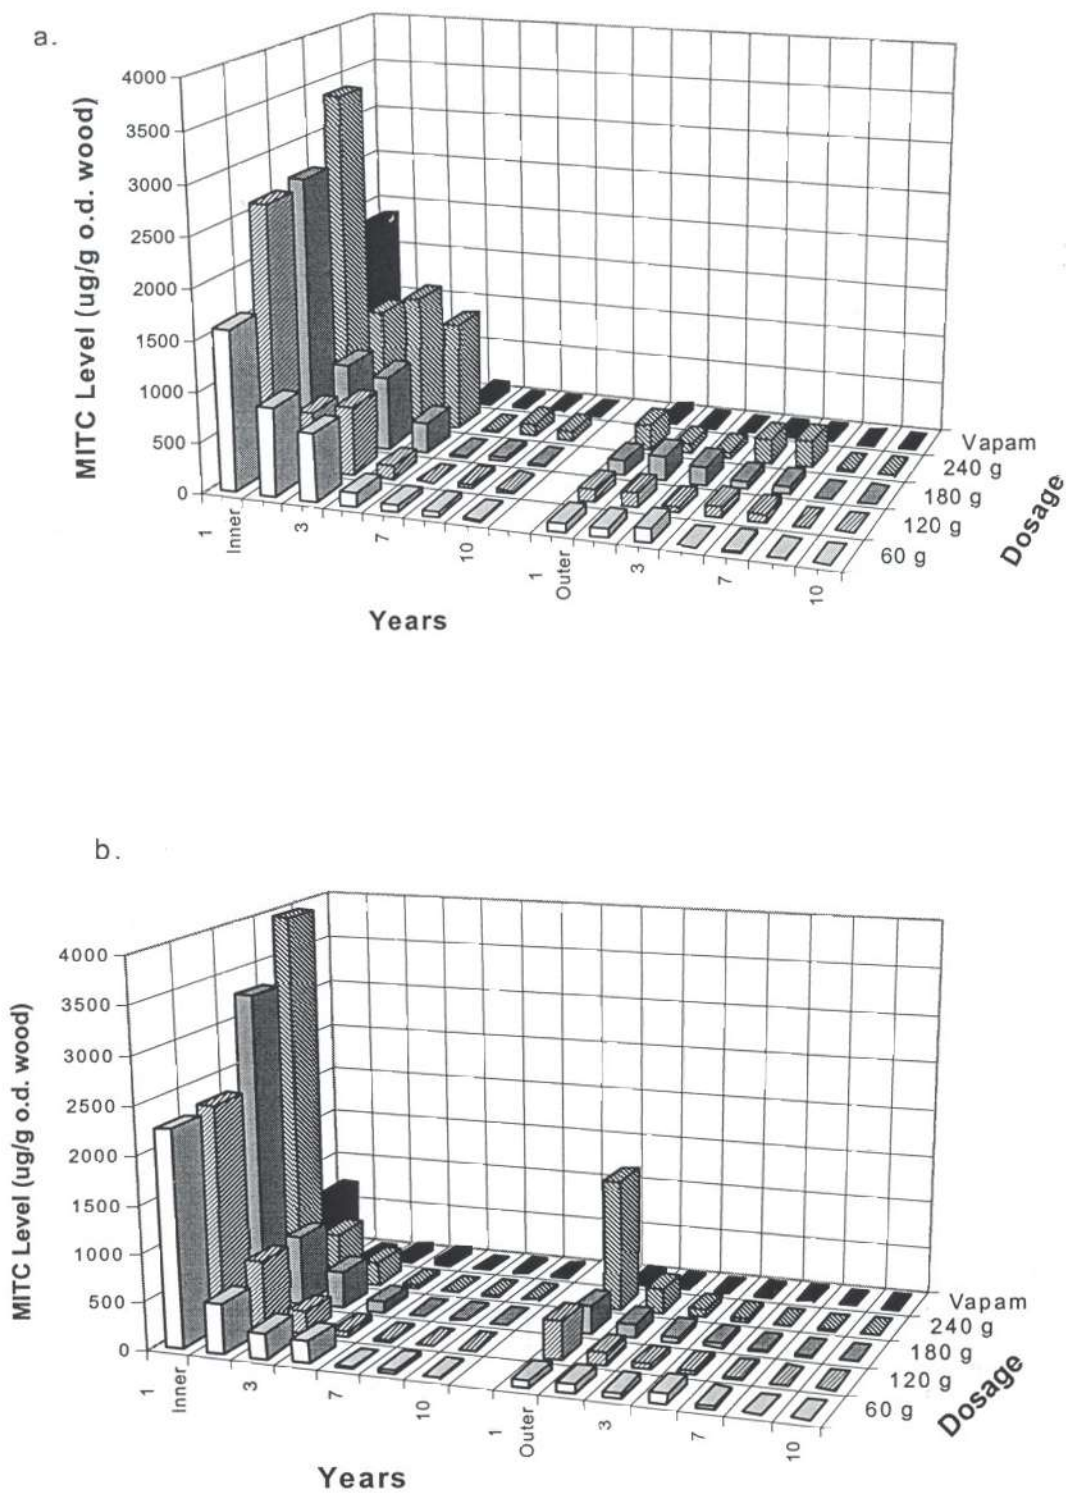 a.
MITC Level (ug/g o.d. wood)
4000
3500
3000
2500
2000
1500
1000
500
0
1
Inner
3
7
10
1
Outer
3
7
10
Years
Vapam
240 g
180 g
120 g
60 g
Dosage
b.
MITC Level (ug/g o.d. wood)
4000
3500
3000
2500
2000
1500
1000
500
0
1
Inner
3
7
10
1
Outer
3
7
10
Years
Vapam
240 g
180 g
120 g
60 g
Dosage